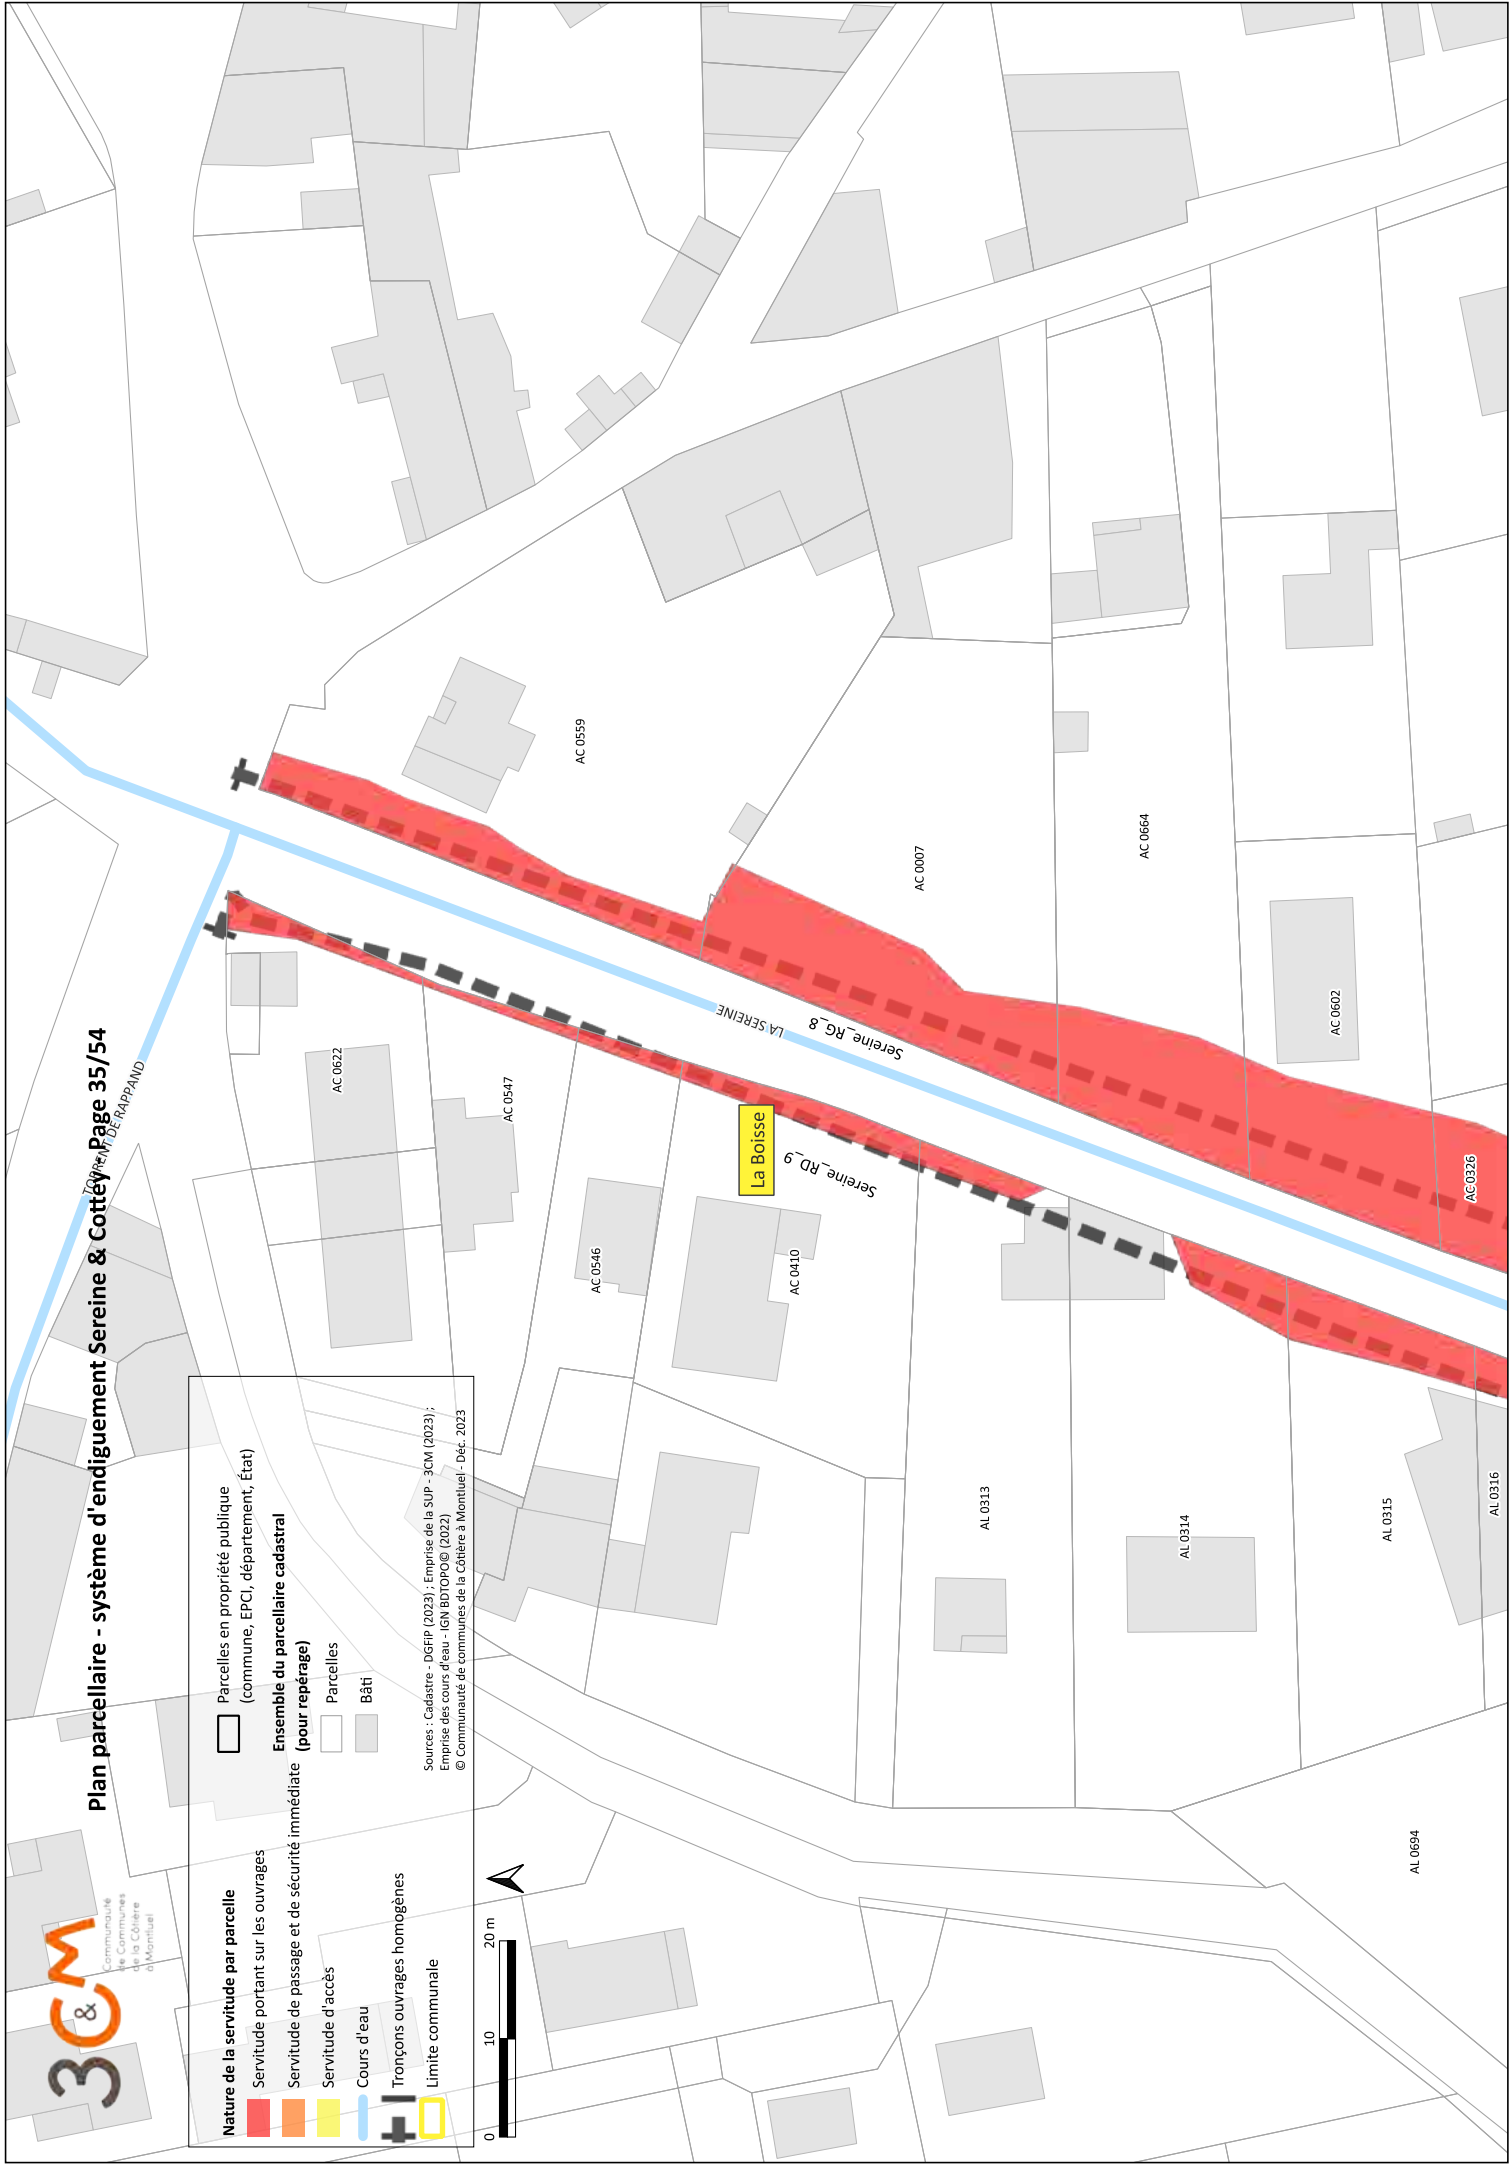 3C&M
Communauté
de Communes
de la Côtière
à Montluel
Plan parcellaire - système d'endiguement Sereine & Cottey - Page 35/54
Nature de la servitude par parcelle
Servitude portant sur les ouvrages
Servitude de passage et de sécurité immédiate
Servitude d'accès
Cours d'eau
Tronçons ouvrages homogènes
Limite communale
Parcelles en propriété publique
(commune, EPCI, département, État)
Ensemble du parcellaire cadastral
(pour repérage)
Parcelles
Bâti
Sources : Cadastre - DGFiP (2023) ; Emprise de la SUP - 3CM (2023) ;
Emprise des cours d'eau - IGN BDTOPO© (2022)
© Communauté de communes de la Côtière à Montluel - Déc. 2023
0 10 20 m
TORRENT DE RAPPAND
AC 0622
AC 0547
AC 0546
AC 0410
AC 0559
AC 0007
AC 0664
AC 0602
AC 0326
LA SEREINE
Sereine_RG_8
Sereine_RD_9
La Boisse
AL 0313
AL 0314
AL 0315
AL 0316
AL 0694